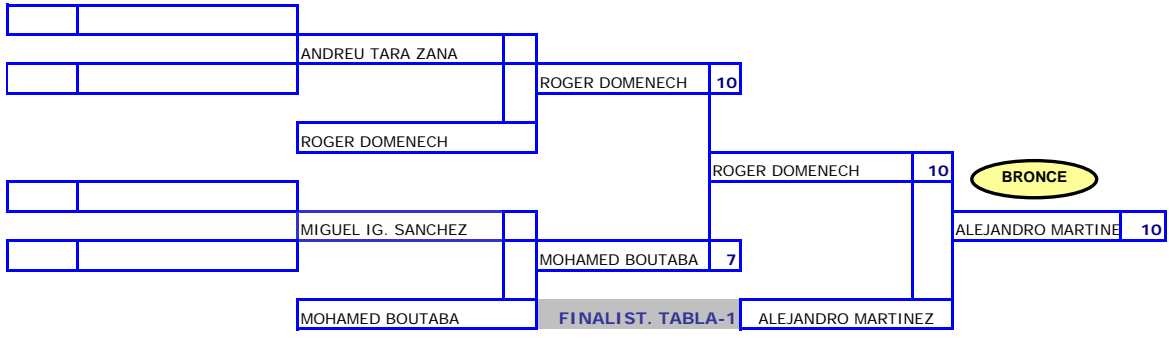 ANDREU TARA ZANA
ROGER DOMENECH 10
ROGER DOMENECH
ROGER DOMENECH 10
BRONCE
MIGUEL IG. SANCHEZ
ALEJANDRO MARTINE 10
MOHAMED BOUTABA 7
MOHAMED BOUTABA
FINALIST. TABLA-1
ALEJANDRO MARTINEZ